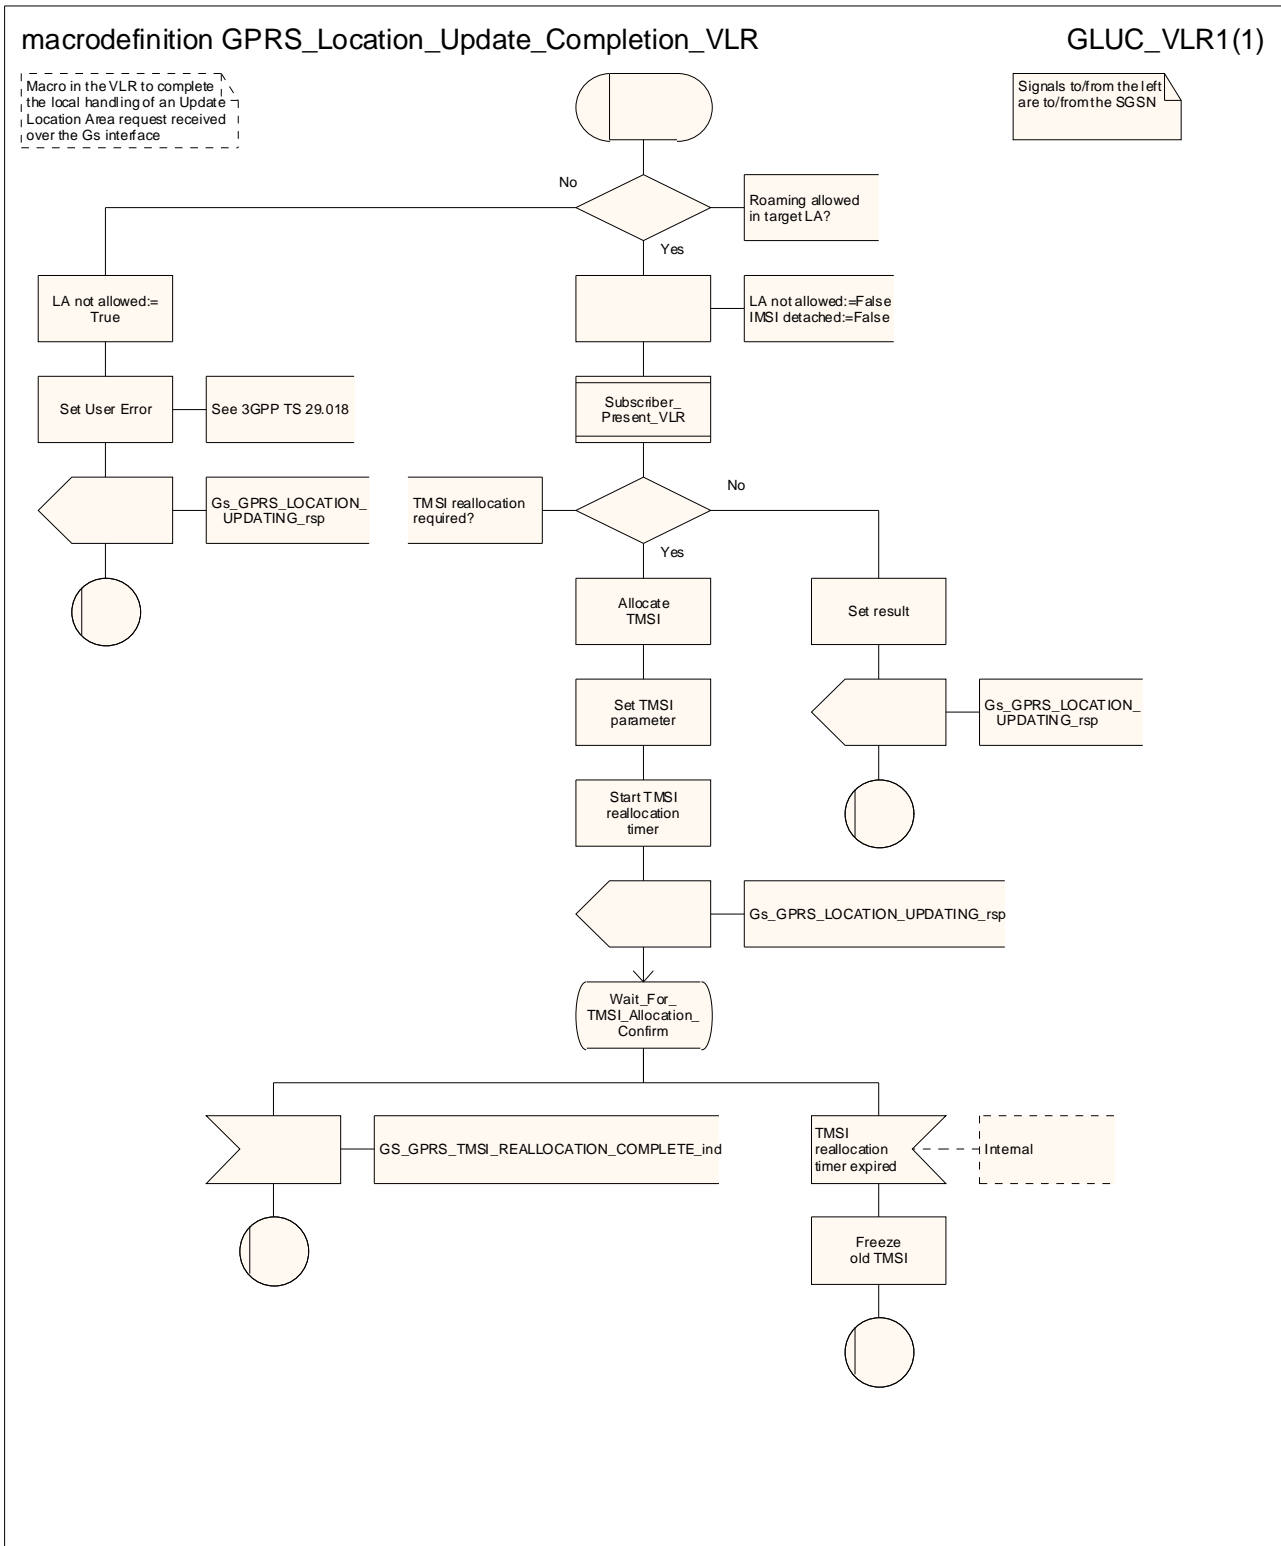 macrodefinition GPRS_Location_Update_Completion_VLR
GLUC_VLR1(1)
Macro in the VLR to complete
the local handling of an Update
Location Area request received
over the Gs interface
Signals to/from the left
are to/from the SGSN
No
Roaming allowed
in target LA?
Yes
LA not allowed:=
True
LA not allowed:=False
IMSI detached:=False
Set User Error
See 3GPP TS 29.018
Subscriber_
Present_VLR
Gs_GPRS_LOCATION_
UPDATING_rsp
TMSI reallocation
required?
No
Yes
Allocate
TMSI
Set result
Set TMSI
parameter
Gs_GPRS_LOCATION_
UPDATING_rsp
Start TMSI
reallocation
timer
Gs_GPRS_LOCATION_UPDATING_rsp
Wait_For_
TMSI_Allocation_
Confirm
GS_GPRS_TMSI_REALLOCATION_COMPLETE_ind
TMSI
reallocation
timer expired
Internal
Freeze
old TMSI